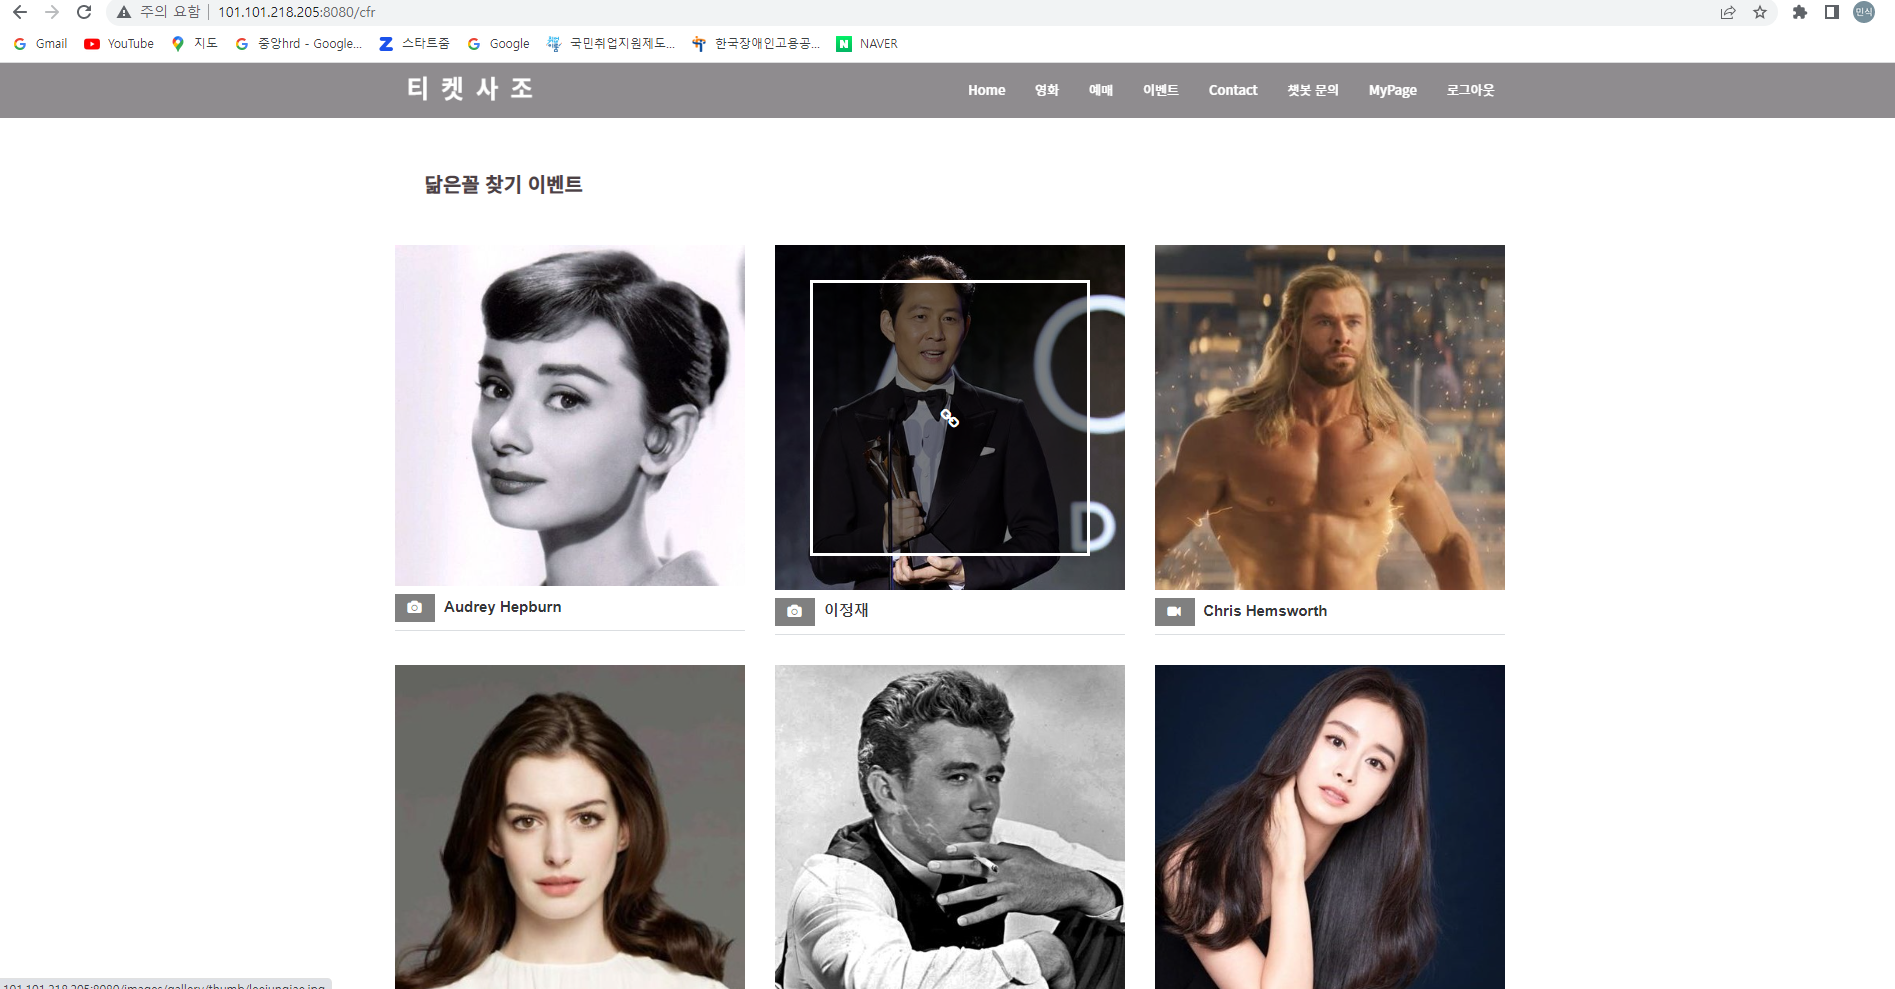 주의 요함 | 101.101.218.205:8080/cfr
민식
Gmail YouTube 지도 중앙hrd - Google... 스타트줌 Google 국민취업지원제도... 한국장애인고용공... NAVER
티켓사조 Home 영화 예매 이벤트 Contact 챗봇 문의 MyPage 로그아웃
닮은꼴 찾기 이벤트
Audrey Hepburn
이정재
Chris Hemsworth
101.101.218.205:8080/images/gallery/thumb/leejungjae.jpg